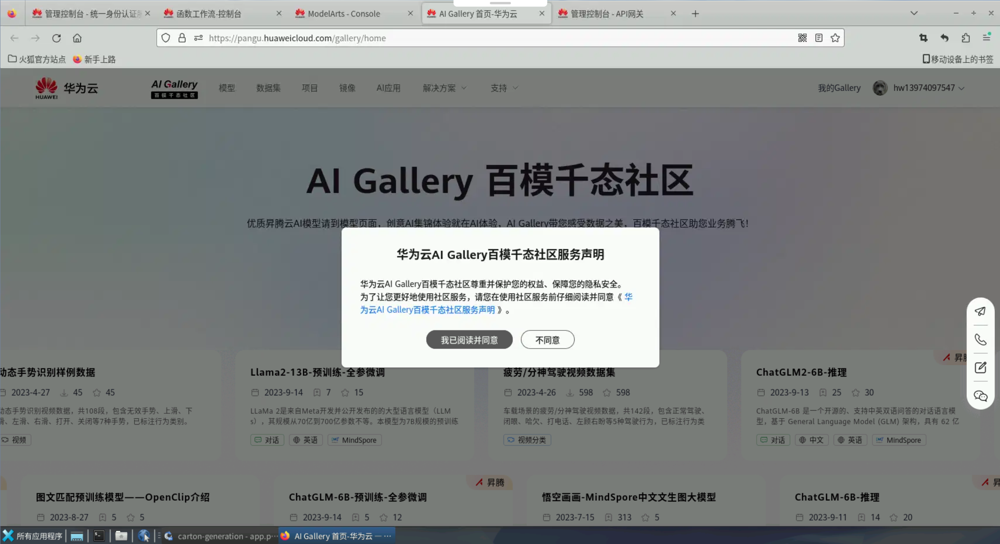 管理控制台 - 统一身份认证服
函数工作流-控制台
ModelArts - Console
AI Gallery 首页-华为云
管理控制台 - API网关
https://pangu.huaweicloud.com/gallery/home
火狐官方站点
新手上路
移动设备上的书签
HUAWEI
华为云
AI Gallery
百模千态社区
模型
数据集
项目
镜像
AI应用
解决方案
支持
我的Gallery
hw13974097547
AI Gallery 百模千态社区
优质昇腾云AI模型请到模型页面，创意AI集锦体验就在AI体验，AI Gallery带您感受数据之美，百模千态社区助您业务腾飞！
华为云AI Gallery百模千态社区服务声明
华为云AI Gallery百模千态社区尊重并保护您的权益、保障您的隐私安全。
为了让您更好地使用社区服务，请您在使用社区服务前仔细阅读并同意《 华
为云AI Gallery百模千态社区服务声明 》。
我已阅读并同意
不同意
动态手势识别样例数据
2023-4-27 45 45
动态手势识别视频数据，共108段，包含无效手势、上滑、下
滑、左滑、右滑、打开、关闭等7种手势，已标注行为类别。
视频
Llama2-13B-预训练-全参微调
2023-9-14 7 15
LLaMa 2是来自Meta开发并公开发布的的大型语言模型（LLM
s），其规模从70亿到700亿参数不等。本模型为7B规模的预训练
对话 英语 MindSpore
疲劳/分神驾驶视频数据集
2023-4-26 598 598
车载场景的疲劳/分神驾驶视频数据，共142段，包含正常驾驶、
闭眼、哈欠、打电话、左顾右盼等5种驾驶行为，已标注行为类
视频分类
昇腾
ChatGLM2-6B-推理
2023-9-13 25 30
ChatGLM-6B 是一个开源的、支持中英双语问答的对话语言模
型，基于 General Language Model (GLM) 架构，具有 62 亿
对话 中文 英语 MindSpore
图文匹配预训练模型——OpenClip介绍
2023-8-27 5 5
昇腾
ChatGLM-6B-预训练-全参微调
2023-9-14 5 12
悟空画画-MindSpore中文文生图大模型
2023-7-15 313 5
昇
ChatGLM-6B-推理
2023-9-11 14 20
所有应用程序
carton-generation - app.p···
AI Gallery 首页-华为云 — ···